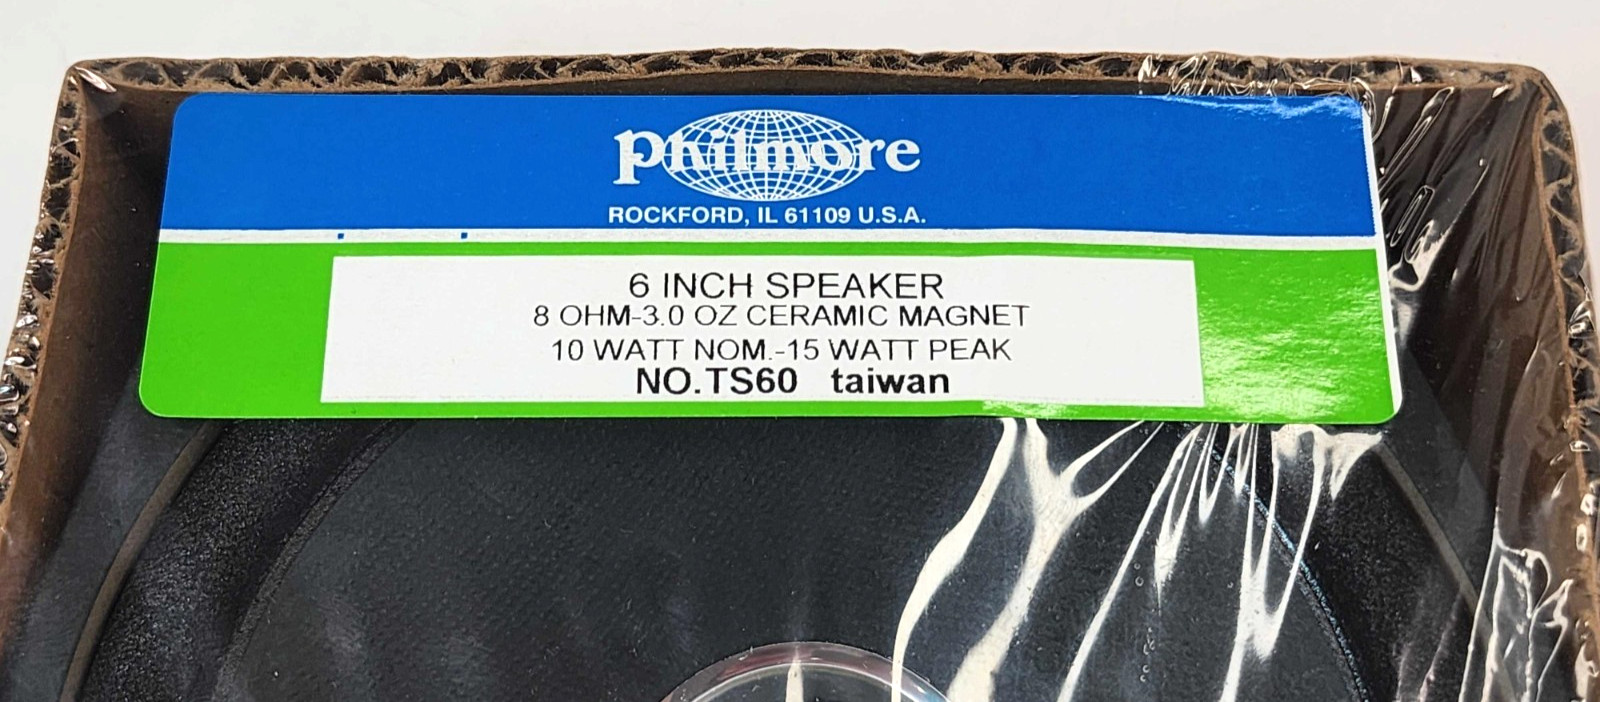 Philmore
ROCKFORD, IL 61109 U.S.A.
6 INCH SPEAKER
8 OHM-3.0 OZ CERAMIC MAGNET
10 WATT NOM.-15 WATT PEAK
NO.TS60 taiwan